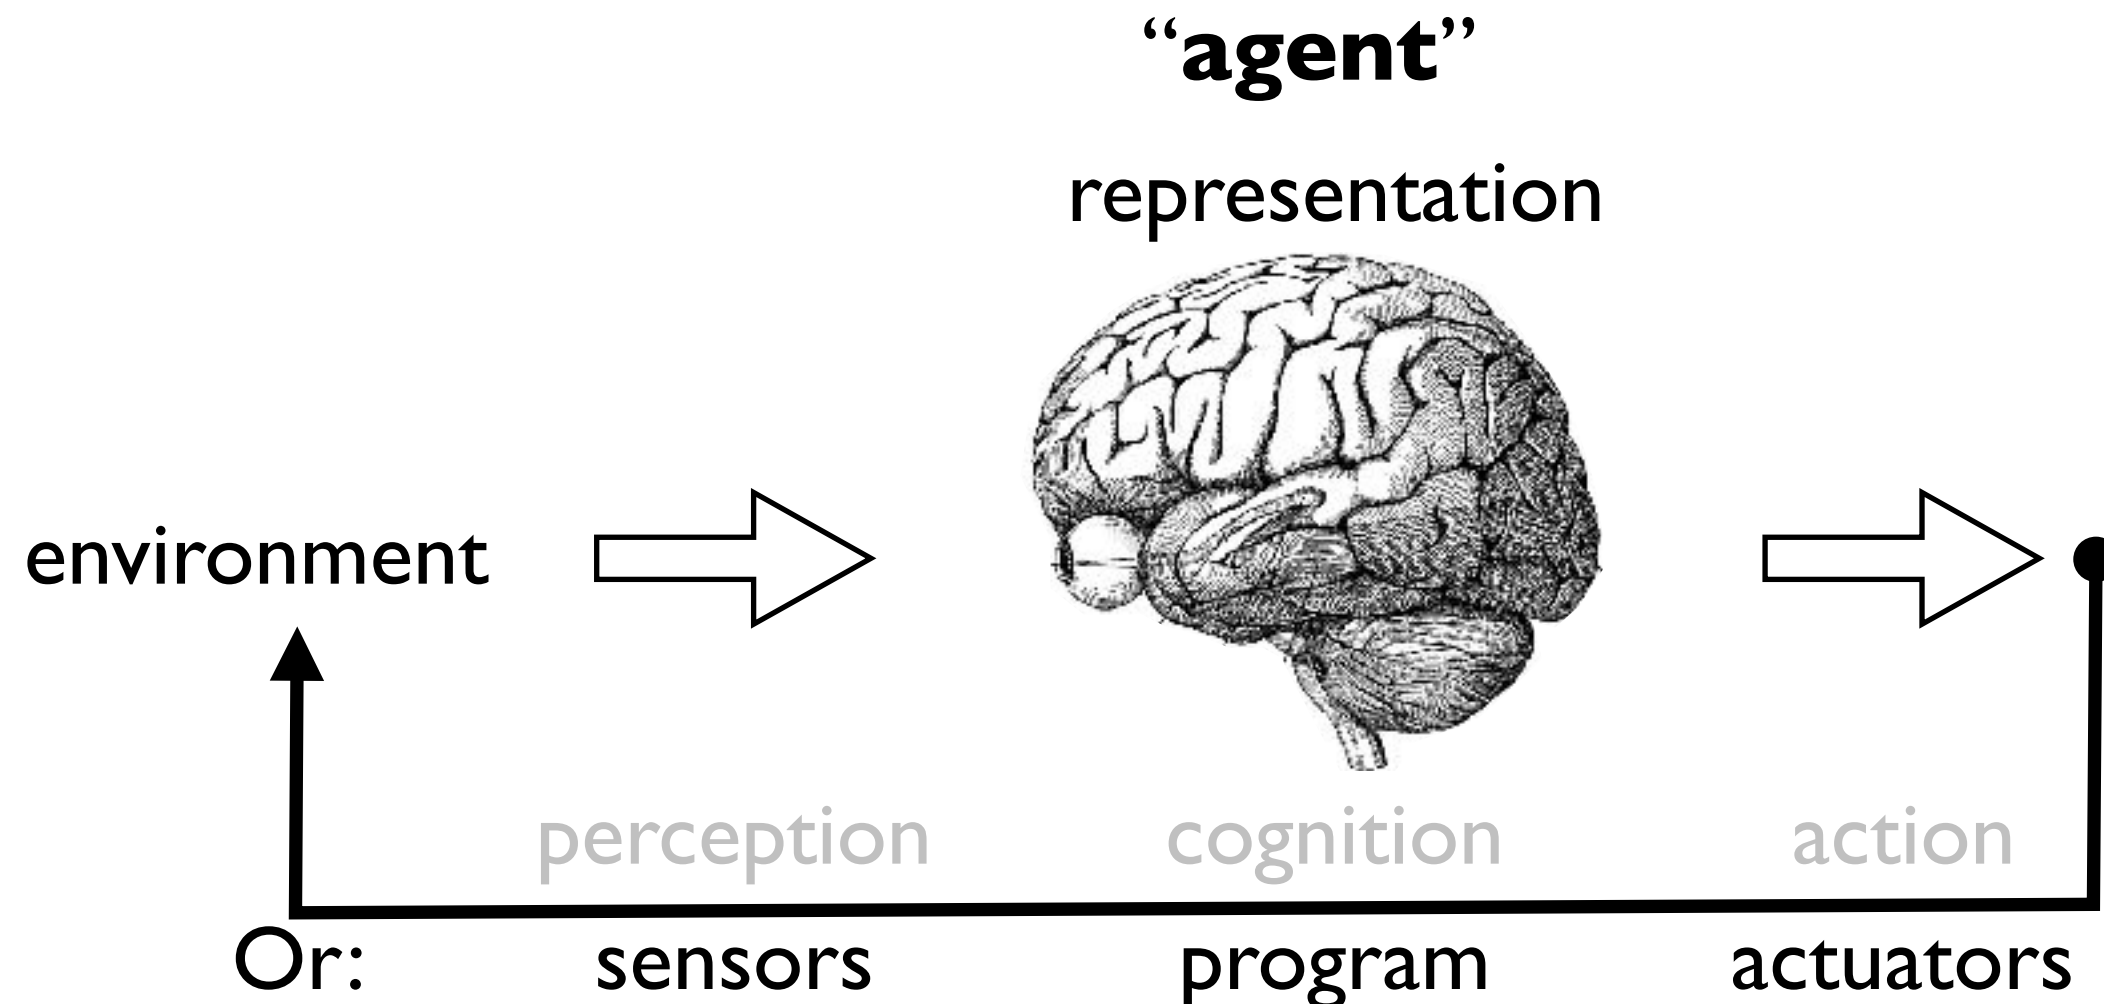 “agent”
representation
environment
perception cognition action
Or: sensors program actuators